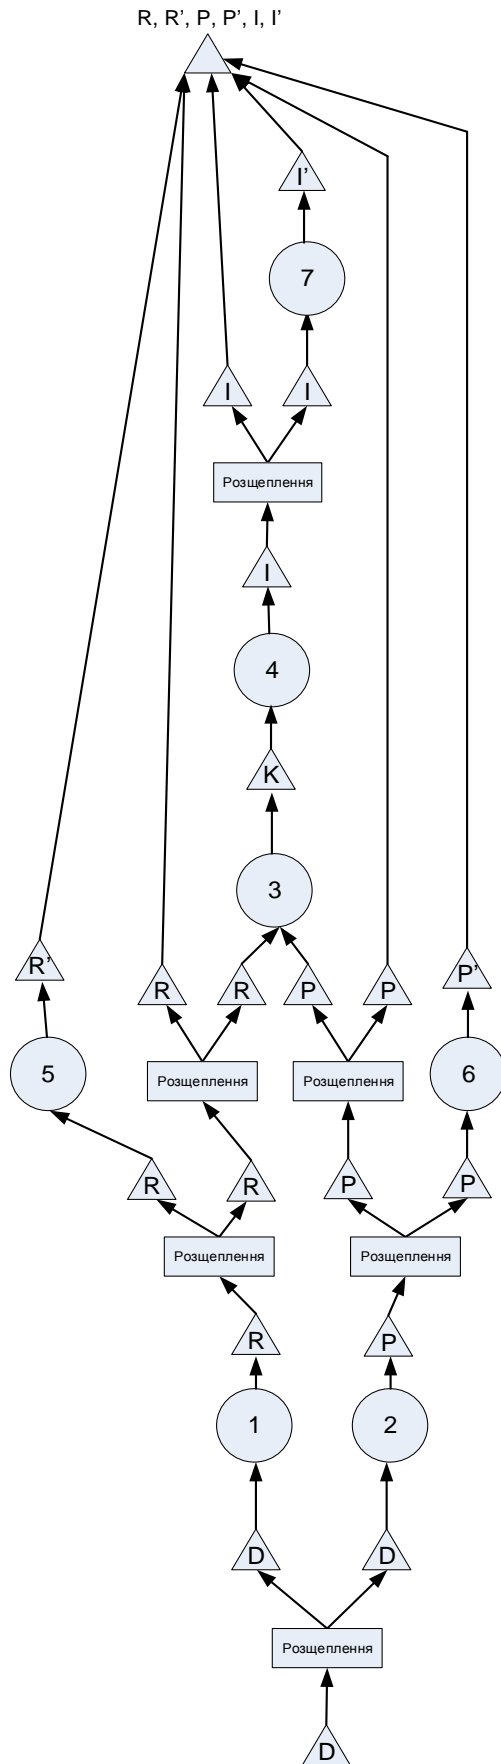 R, R’, P, P’, I, I’
I’
7
I
I
Розщеплення
I
4
K
3
R’
R
R
P
P
P’
5
Розщеплення
Розщеплення
6
R
R
P
P
Розщеплення
Розщеплення
R
P
1
2
D
D
Розщеплення
D